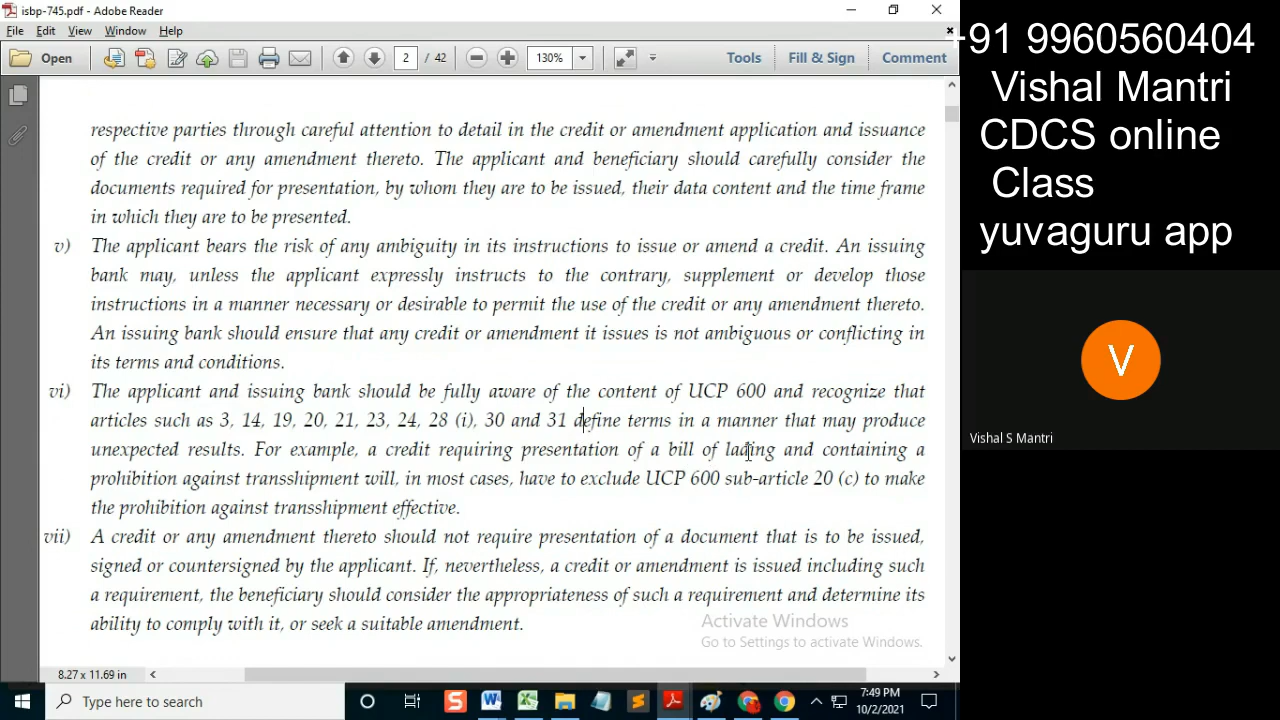 isbp-745.pdf - Adobe Reader
File Edit View Window Help
Open 2 / 42 130% Tools Fill & Sign Comment
respective parties through careful attention to detail in the credit or amendment application and issuance
of the credit or any amendment thereto. The applicant and beneficiary should carefully consider the
documents required for presentation, by whom they are to be issued, their data content and the time frame
in which they are to be presented.
v) The applicant bears the risk of any ambiguity in its instructions to issue or amend a credit. An issuing
bank may, unless the applicant expressly instructs to the contrary, supplement or develop those
instructions in a manner necessary or desirable to permit the use of the credit or any amendment thereto.
An issuing bank should ensure that any credit or amendment it issues is not ambiguous or conflicting in
its terms and conditions.
vi) The applicant and issuing bank should be fully aware of the content of UCP 600 and recognize that
articles such as 3, 14, 19, 20, 21, 23, 24, 28 (i), 30 and 31 define terms in a manner that may produce
unexpected results. For example, a credit requiring presentation of a bill of lading and containing a
prohibition against transshipment will, in most cases, have to exclude UCP 600 sub-article 20 (c) to make
the prohibition against transshipment effective.
vii) A credit or any amendment thereto should not require presentation of a document that is to be issued,
signed or countersigned by the applicant. If, nevertheless, a credit or amendment is issued including such
a requirement, the beneficiary should consider the appropriateness of such a requirement and determine its
ability to comply with it, or seek a suitable amendment.
Activate Windows
Go to Settings to activate Windows.
8.27 x 11.69 in
Type here to search
7:49 PM
10/2/2021
+91 9960560404
Vishal Mantri
CDCS online
Class
yuvaguru app
V
Vishal S Mantri